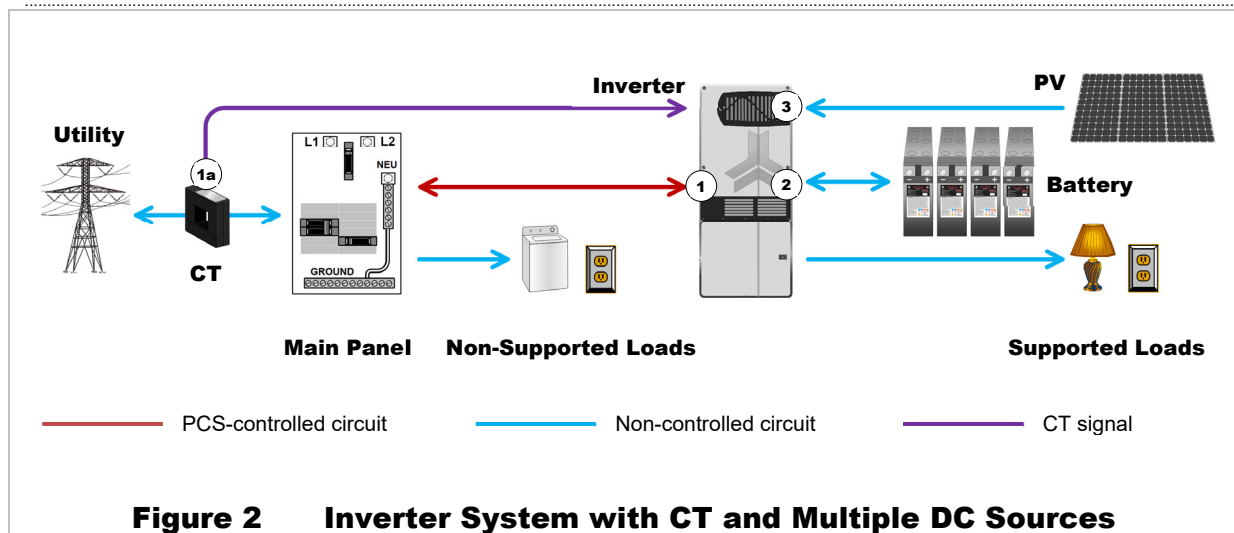 Inverter
PV
Utility
L1
L2
NEU
1a
3
1
2
Battery
CT
GROUND
Main Panel
Non-Supported Loads
Supported Loads
PCS-controlled circuit
Non-controlled circuit
CT signal
Figure 2 Inverter System with CT and Multiple DC Sources